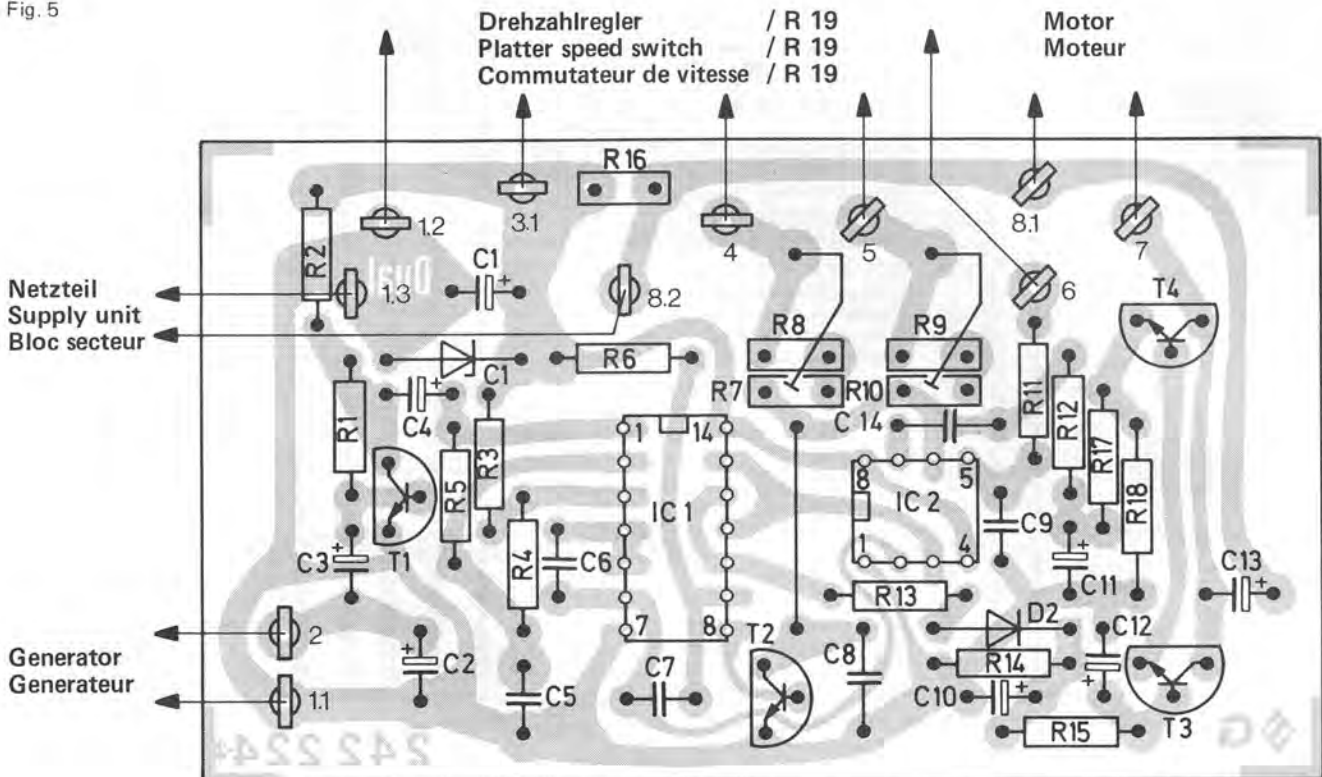 Fig. 5
Drehzahlregler / R 19
Platter speed switch / R 19
Commutateur de vitesse / R 19
Motor
Moteur
R 16
1.2
3.1
4
5
8.1
7
R2
C1
+
Dual
Netzteil
Supply unit
Bloc secteur
1.3
8.2
6
T4
C1
R6
R8
R9
R7
R10
R11
R12
R1
C4
+
R3
1
14
C 14
R17
R5
R18
IC 1
8
5
IC 2
C9
T1
C3
+
R4
C6
1
4
+
C11
C13
+
R13
2
7
8
T2
D2
C12
+
Generator
Generateur
+
C2
C8
R14
1.1
C5
C7
C10
+
T3
R15
242224
G